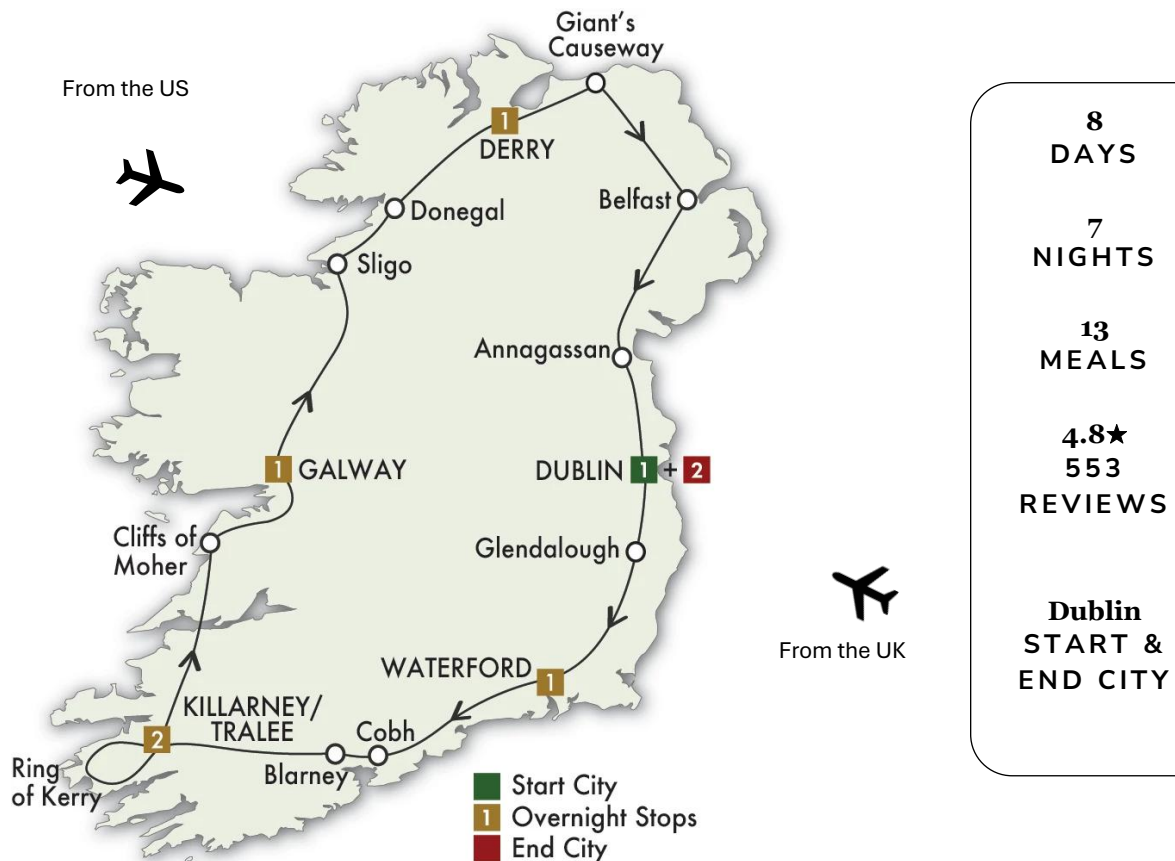 From the US
Giant's
Causeway
1
DERRY
Donegal
Belfast
Sligo
Annagassan
1 GALWAY
DUBLIN 1 + 2
Cliffs of
Moher
Glendalough
From the UK
WATERFORD
1
KILLARNEY/
TRALEE
2
Cobh
Blarney
Ring
of Kerry
Start City
1 Overnight Stops
End City
8
DAYS
7
NIGHTS
13
MEALS
4.8★
553
REVIEWS
Dublin
START &
END CITY